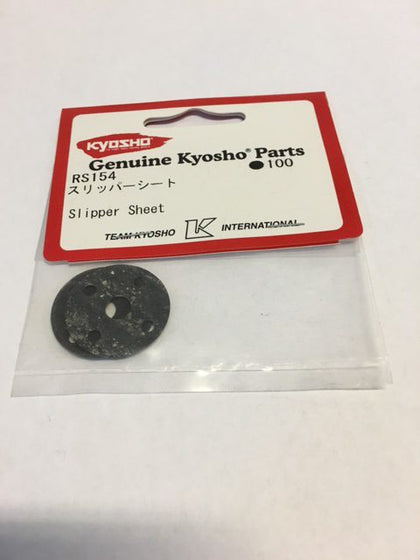 KYOSHO
Genuine Kyosho® Parts
RS154 ●100
スリッパーシート
Slipper Sheet
TEAM KYOSHO K INTERNATIONAL